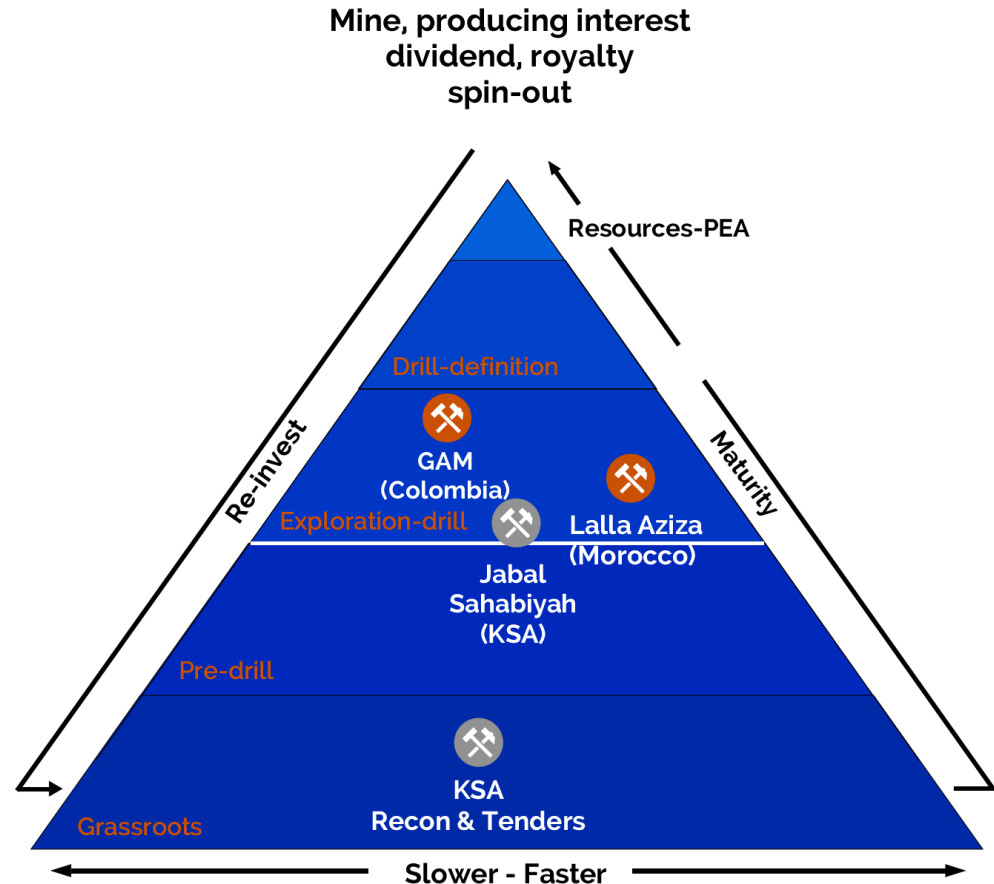 Mine, producing interest
dividend, royalty
spin-out
Resources-PEA
Drill-definition
GAM
(Colombia)
Re-invest
Maturity
Exploration-drill
Lalla Aziza
(Morocco)
Jabal
Sahabiyah
(KSA)
Pre-drill
KSA
Recon & Tenders
Grassroots
Slower - Faster